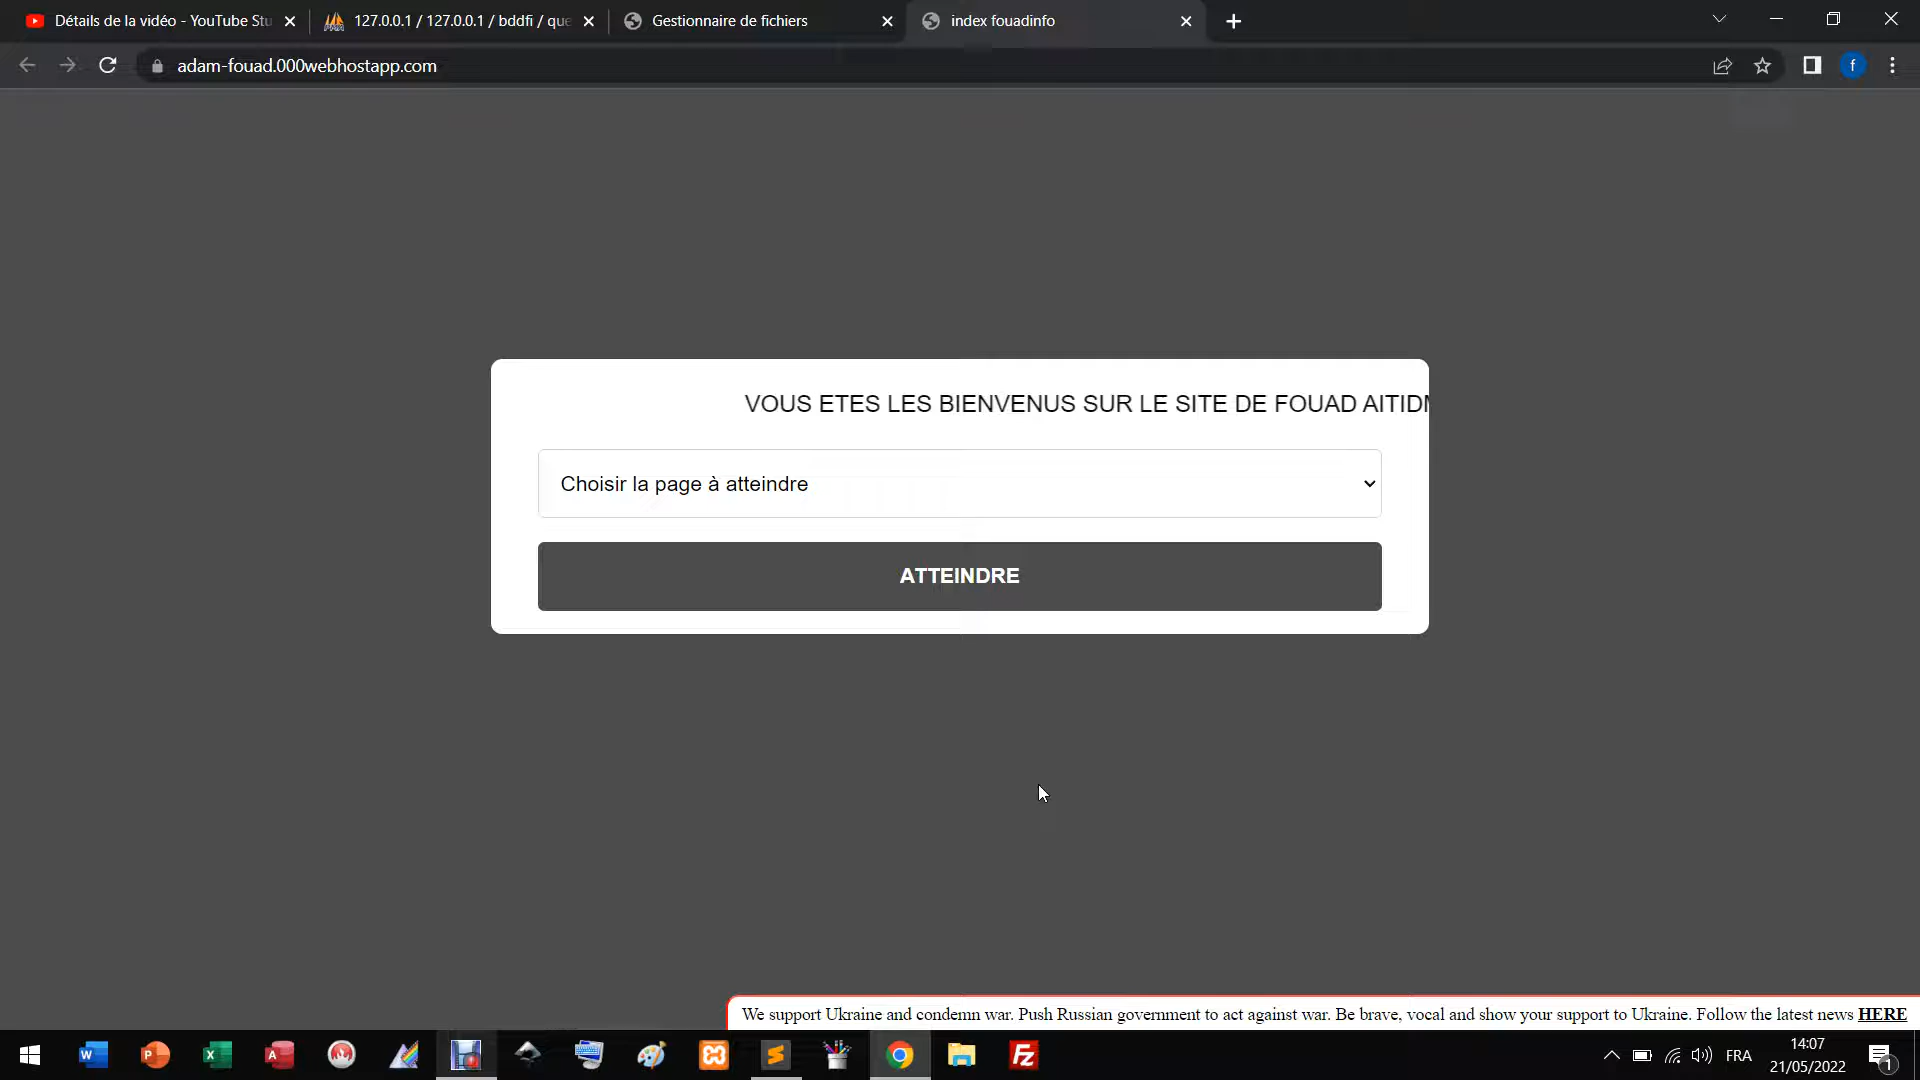 Détails de la vidéo - YouTube Stu
127.0.0.1 / 127.0.0.1 / bddfi / que
Gestionnaire de fichiers
index fouadinfo
adam-fouad.000webhostapp.com
f
VOUS ETES LES BIENVENUS SUR LE SITE DE FOUAD AITID
Choisir la page à atteindre
ATTEINDRE
We support Ukraine and condemn war. Push Russian government to act against war. Be brave, vocal and show your support to Ukraine. Follow the latest news HERE
FRA
14:07
21/05/2022
1